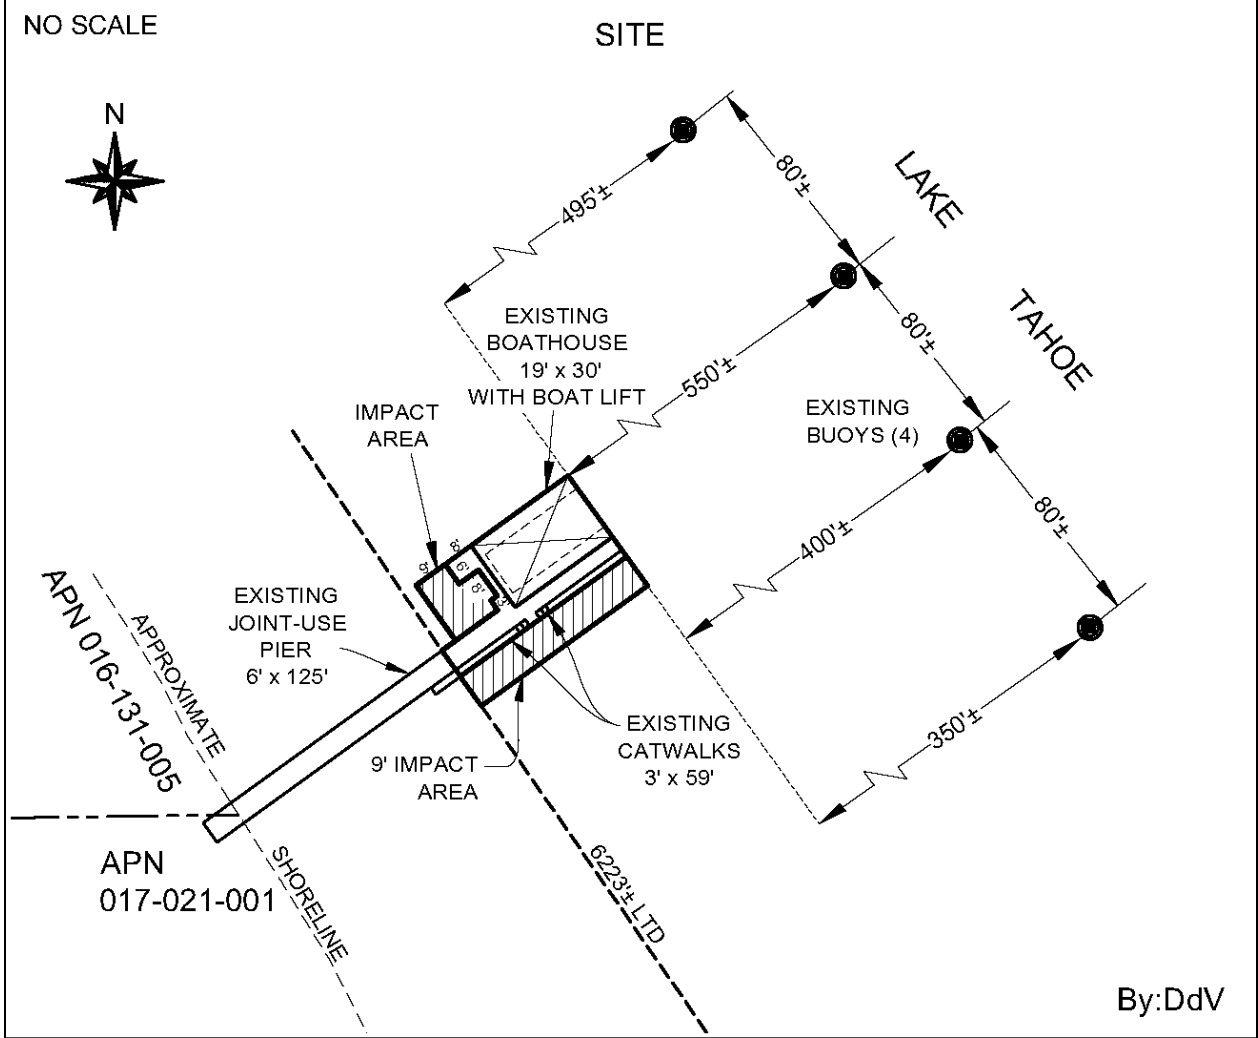 NO SCALE
SITE
N
LAKE
TAHOE
495'±
80'±
550'±
80'±
EXISTING
BOATHOUSE
19' x 30'
WITH BOAT LIFT
EXISTING
BUOYS (4)
IMPACT
AREA
400'±
80'±
6'
8'
EXISTING
JOINT-USE
PIER
6' x 125'
APN 016-131-005
APPROXIMATE
SHORELINE
350'±
EXISTING
CATWALKS
3' x 59'
9' IMPACT
AREA
APN
017-021-001
6223'± LTD
By:DdV